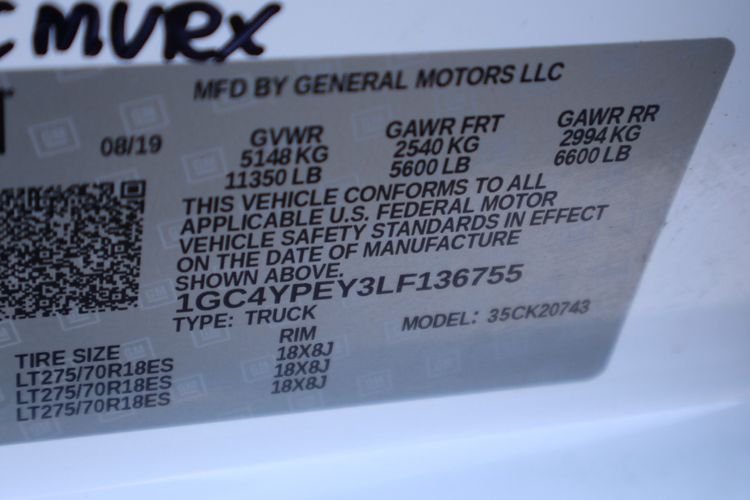 MVRX
MFD BY GENERAL MOTORS LLC
08/19 GVWR GAWR FRT GAWR RR
5148 KG 2540 KG 2994 KG
11350 LB 5600 LB 6600 LB
THIS VEHICLE CONFORMS TO ALL
APPLICABLE U.S. FEDERAL MOTOR
VEHICLE SAFETY STANDARDS IN EFFECT
ON THE DATE OF MANUFACTURE
SHOWN ABOVE.
1GC4YPEY3LF136755
TYPE: TRUCK MODEL: 35CK20743
TIRE SIZE RIM
LT275/70R18ES 18X8J
LT275/70R18ES 18X8J
LT275/70R18ES 18X8J